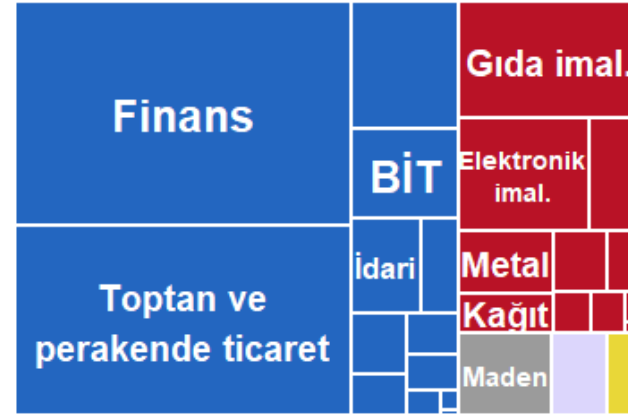 Finans
Toptan ve
perakende ticaret
BİT
İdari
Gıda imal.
Elektronik
imal.
Metal
Kağıt
Maden